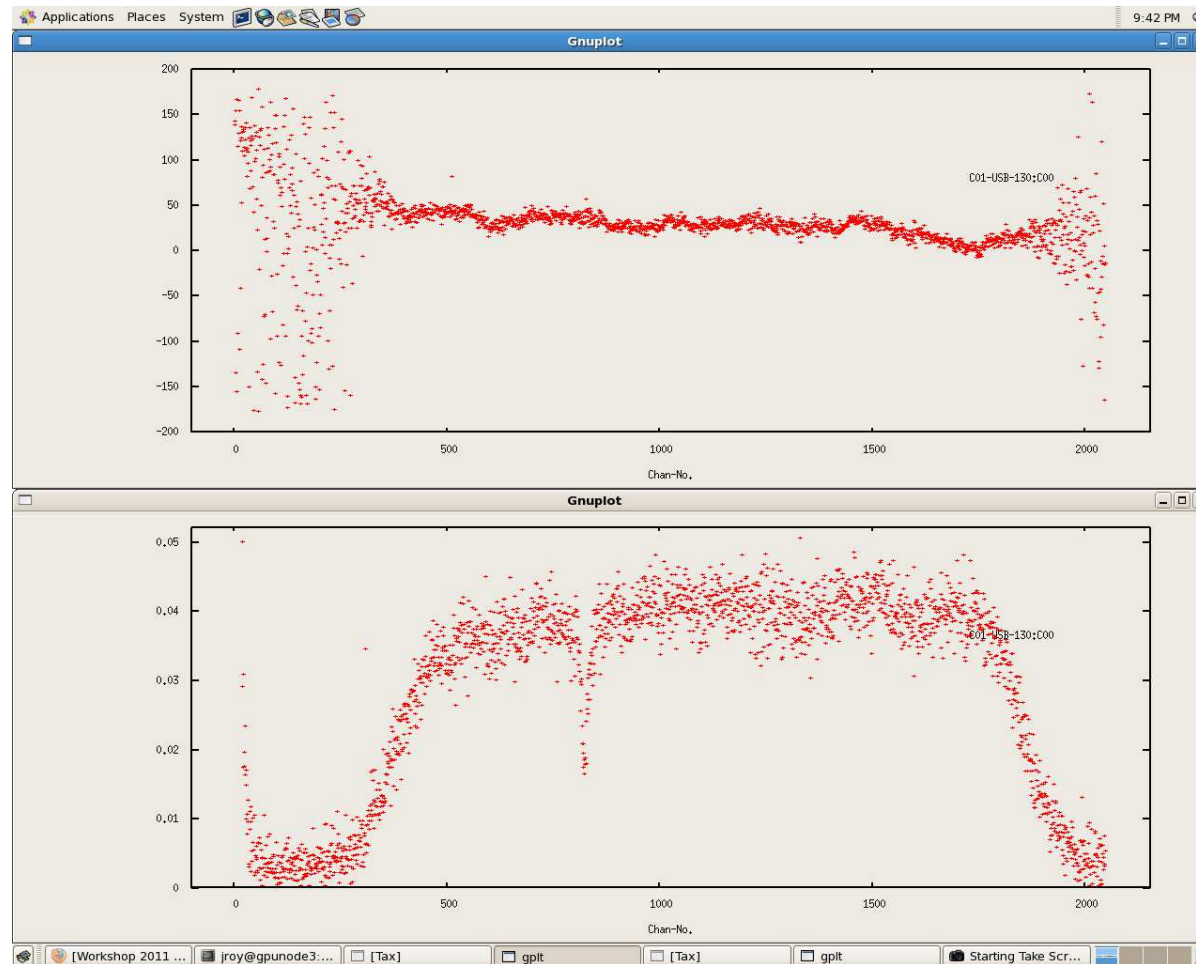 Applications Places System 9:42 PM
Gnuplot
200
150
100
50
0
-50
-100
-150
-200
C01-USB-130:C00
0 500 1000 1500 2000
Chan-No.
Gnuplot
0.05
0.04
0.03
0.02
0.01
0
C01-USB-130:C00
0 500 1000 1500 2000
Chan-No.
[Workshop 2011 ... jroy@gpunode3:... [Tax] gplt [Tax] gplt Starting Take Scr...